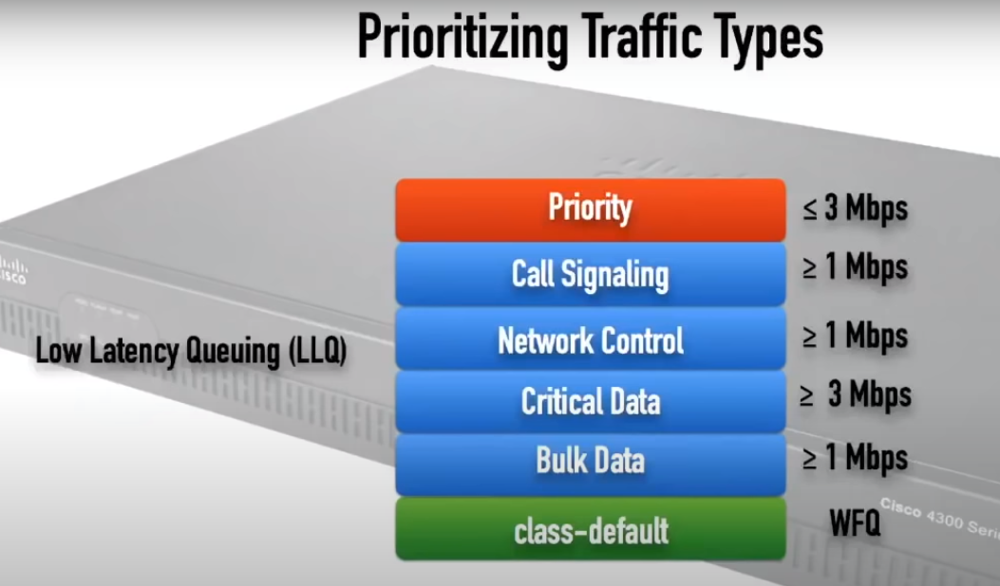 Prioritizing Traffic Types
Priority ≤ 3 Mbps
Call Signaling ≥ 1 Mbps
Network Control ≥ 1 Mbps
Low Latency Queuing (LLQ)
Critical Data ≥ 3 Mbps
Bulk Data ≥ 1 Mbps
class-default WFQ
Cisco 4300 Seri